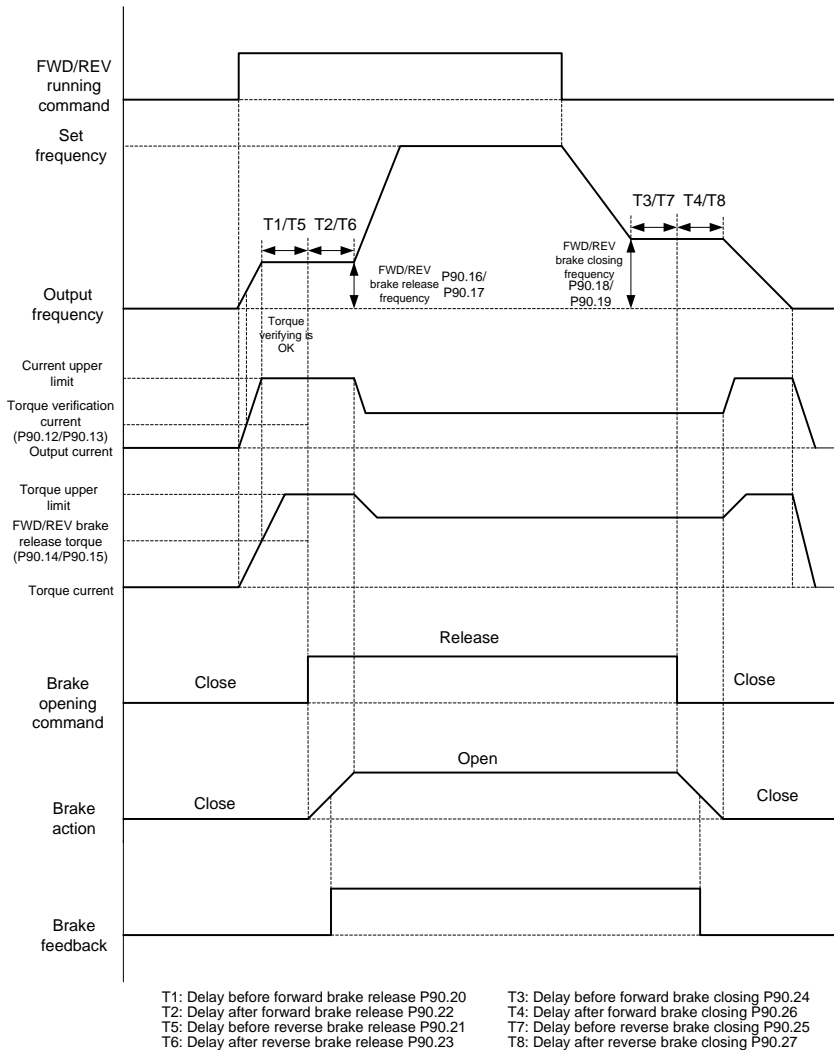 FWD/REV
running
command
Set
frequency
T1/T5
T2/T6
T3/T7
T4/T8
FWD/REV
brake release
frequency
P90.16/
P90.17
FWD/REV
brake closing
frequency
P90.18/
P90.19
Output
frequency
Torque
verifying is
OK
Current upper
limit
Torque verification
current
(P90.12/P90.13)
Output current
Torque upper
limit
FWD/REV brake
release torque
(P90.14/P90.15)
Torque current
Release
Close
Close
Brake
opening
command
Open
Close
Close
Brake
action
Brake
feedback
T1: Delay before forward brake release P90.20
T2: Delay after forward brake release P90.22
T5: Delay before reverse brake release P90.21
T6: Delay after reverse brake release P90.23
T3: Delay before forward brake closing P90.24
T4: Delay after forward brake closing P90.26
T7: Delay before reverse brake closing P90.25
T8: Delay after reverse brake closing P90.27